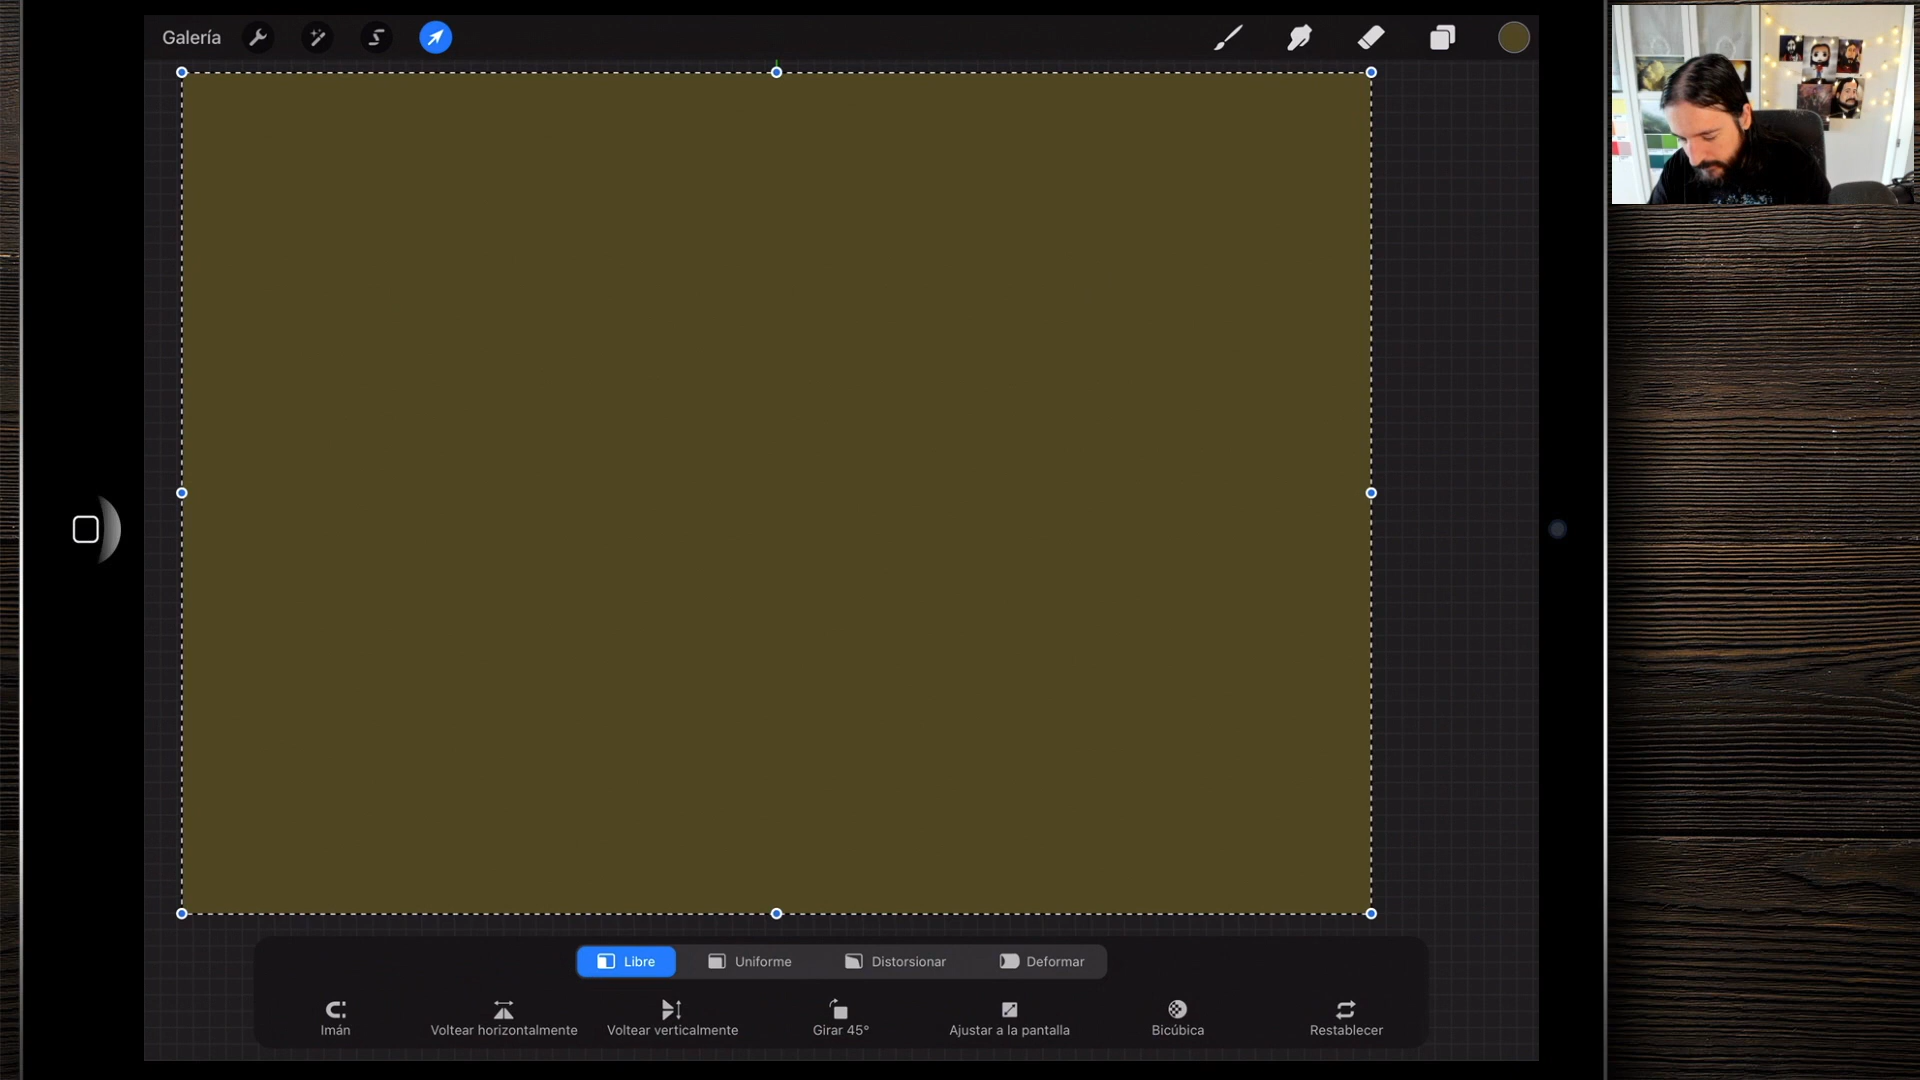 Galería
Libre
Uniforme
Distorsionar
Deformar
Imán
Voltear horizontalmente
Voltear verticalmente
Girar 45°
Ajustar a la pantalla
Bicúbica
Restablecer